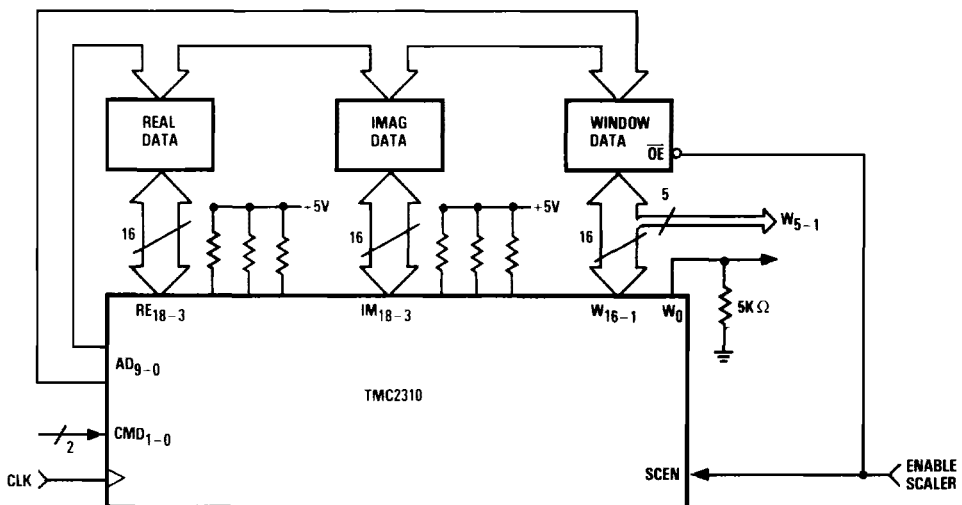 REAL DATA
IMAG DATA
WINDOW DATA
OE
+5V
+5V
5
W5-1
16
16
16
5KΩ
RE18-3
IM18-3
W16-1
W0
AD9-0
TMC2310
CMD1-0
2
CLK
SCEN
ENABLE SCALER